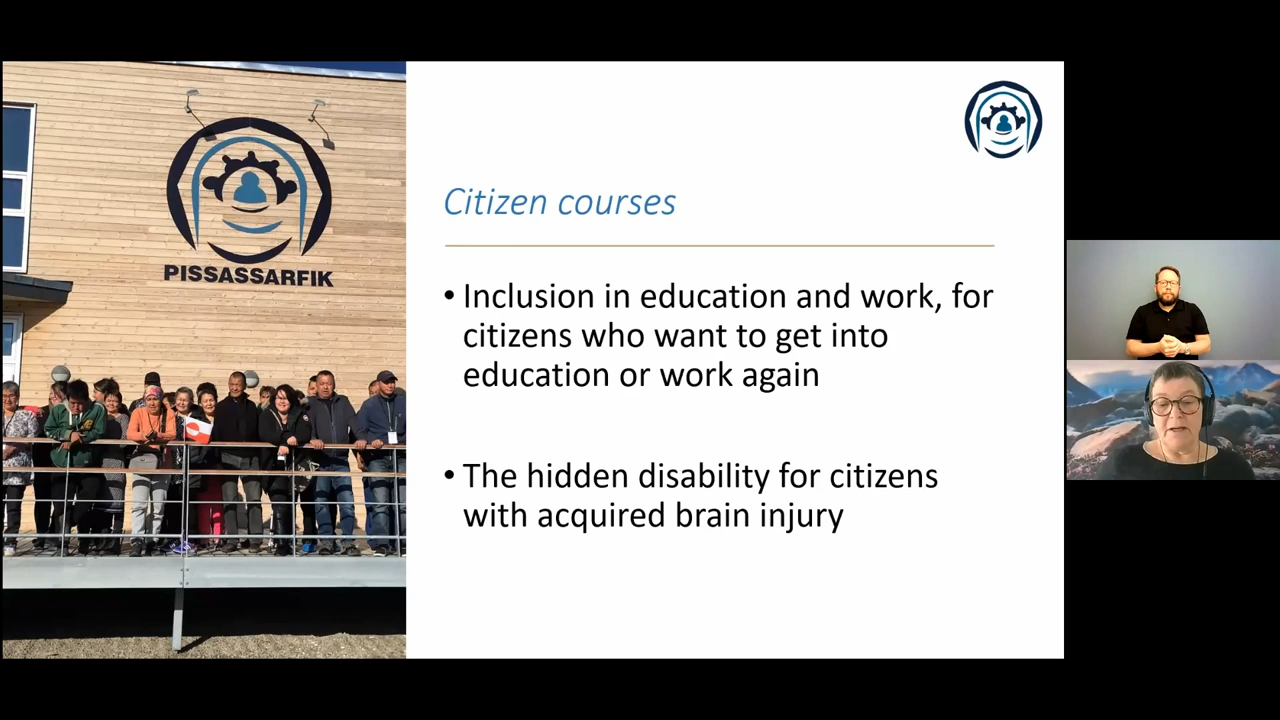 PISSASSARFIK
Citizen courses
• Inclusion in education and work, for
citizens who want to get into
education or work again
• The hidden disability for citizens
with acquired brain injury